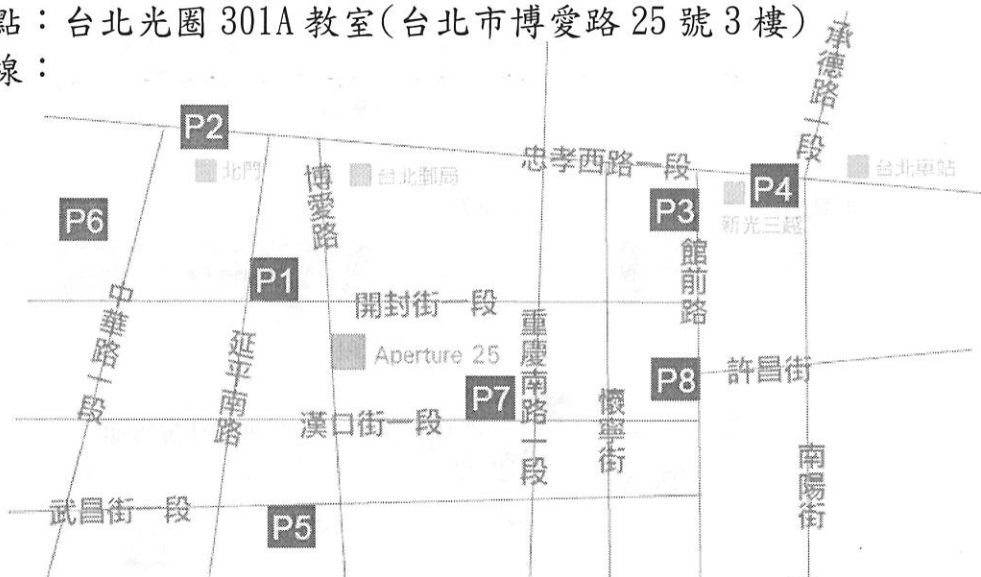 點：台北光圈 301A 教室(台北市博愛路 25 號 3 樓)
線：
承德路一段
P2
忠孝西路一段
北門
博愛路
台北郵局
台北車站
P4
P3
新光三越
P6
館前路
P1
中華路一段
開封街一段
延平南路
Aperture 25
重慶南路一段
P8
許昌街
P7
懷寧街
漢口街一段
南陽街
武昌街一段
P5